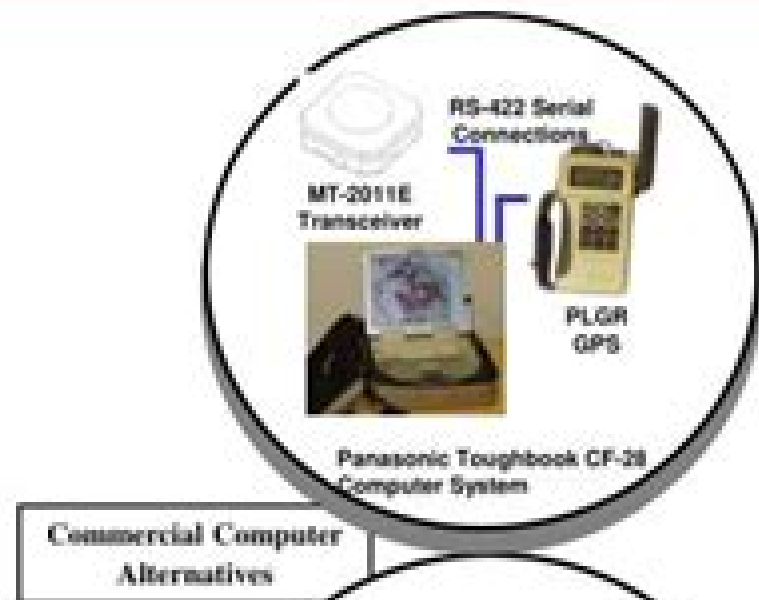 RS-422 Serial
Connections
MT-2011E
Transceiver
PLGR
GPS
Panasonic Toughbook CF-28
Computer System
Commercial Computer
Alternatives